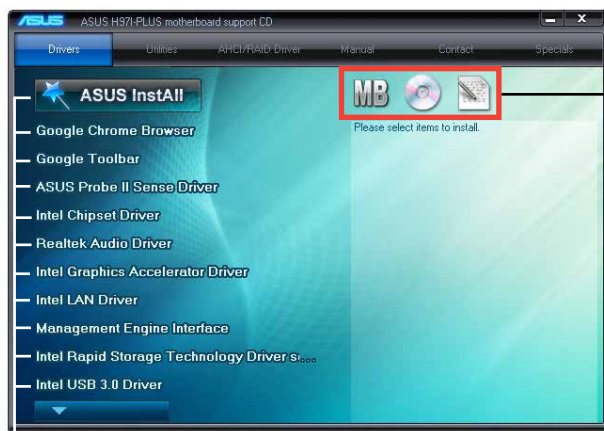 ASUS ASUS H97I-PLUS motherboard support CD
Drivers Utilities AHCI/RAID Driver Manual Contact Specials
ASUS InstAll
MB
Please select items to install.
Google Chrome Browser
Google Toolbar
ASUS Probe II Sense Driver
Intel Chipset Driver
Realtek Audio Driver
Intel Graphics Accelerator Driver
Intel LAN Driver
Management Engine Interface
Intel Rapid Storage Technology Driver s...
Intel USB 3.0 Driver